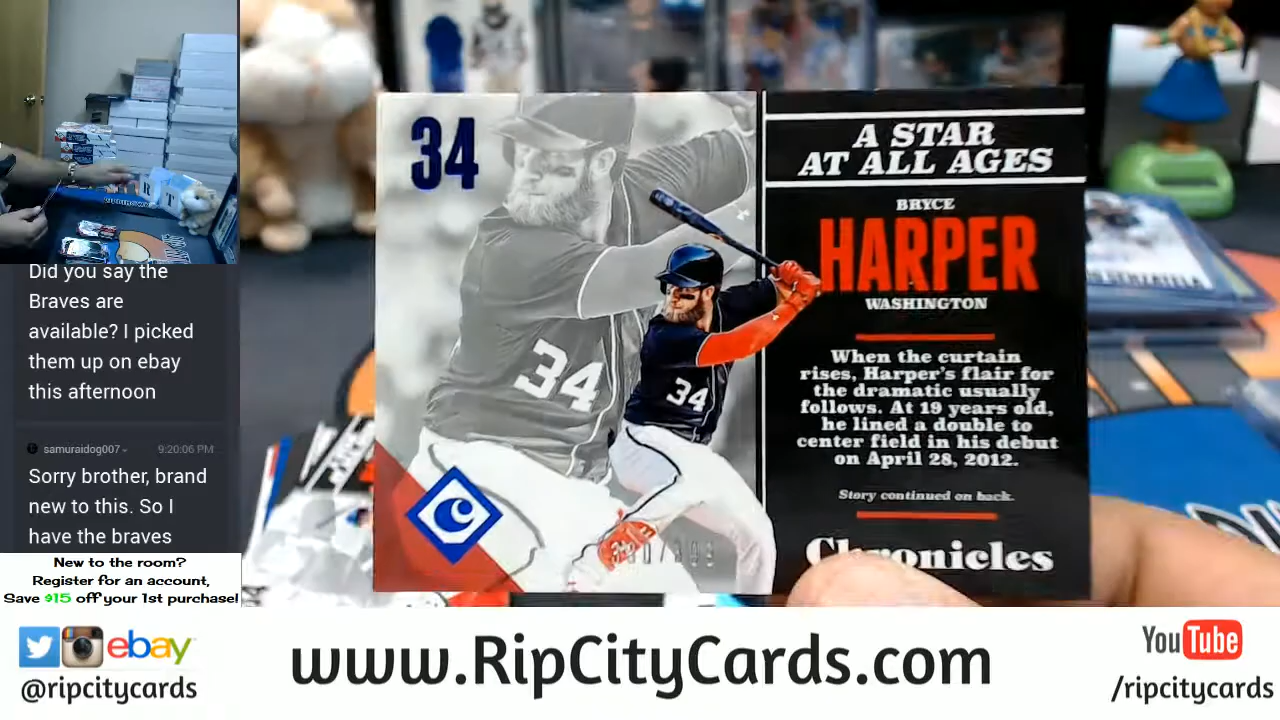 Did you say the
Braves are
available? I picked
them up on ebay
this afternoon
samuraidog007
9:20:06 PM
Sorry brother, brand
new to this. So I
have the braves
New to the room?
Register for an account,
Save $15 off your 1st purchase!
34
A STAR
AT ALL AGES
BRYCE
HARPER
WASHINGTON
When the curtain
rises, Harper's flair for
the dramatic usually
follows. At 19 years old,
he lined a double to
center field in his debut
on April 28, 2012.
Story continued on back.
Chronicles
34
34
C
R T
ebay
@ripcitycards
www.RipCityCards.com
YouTube
/ripcitycards